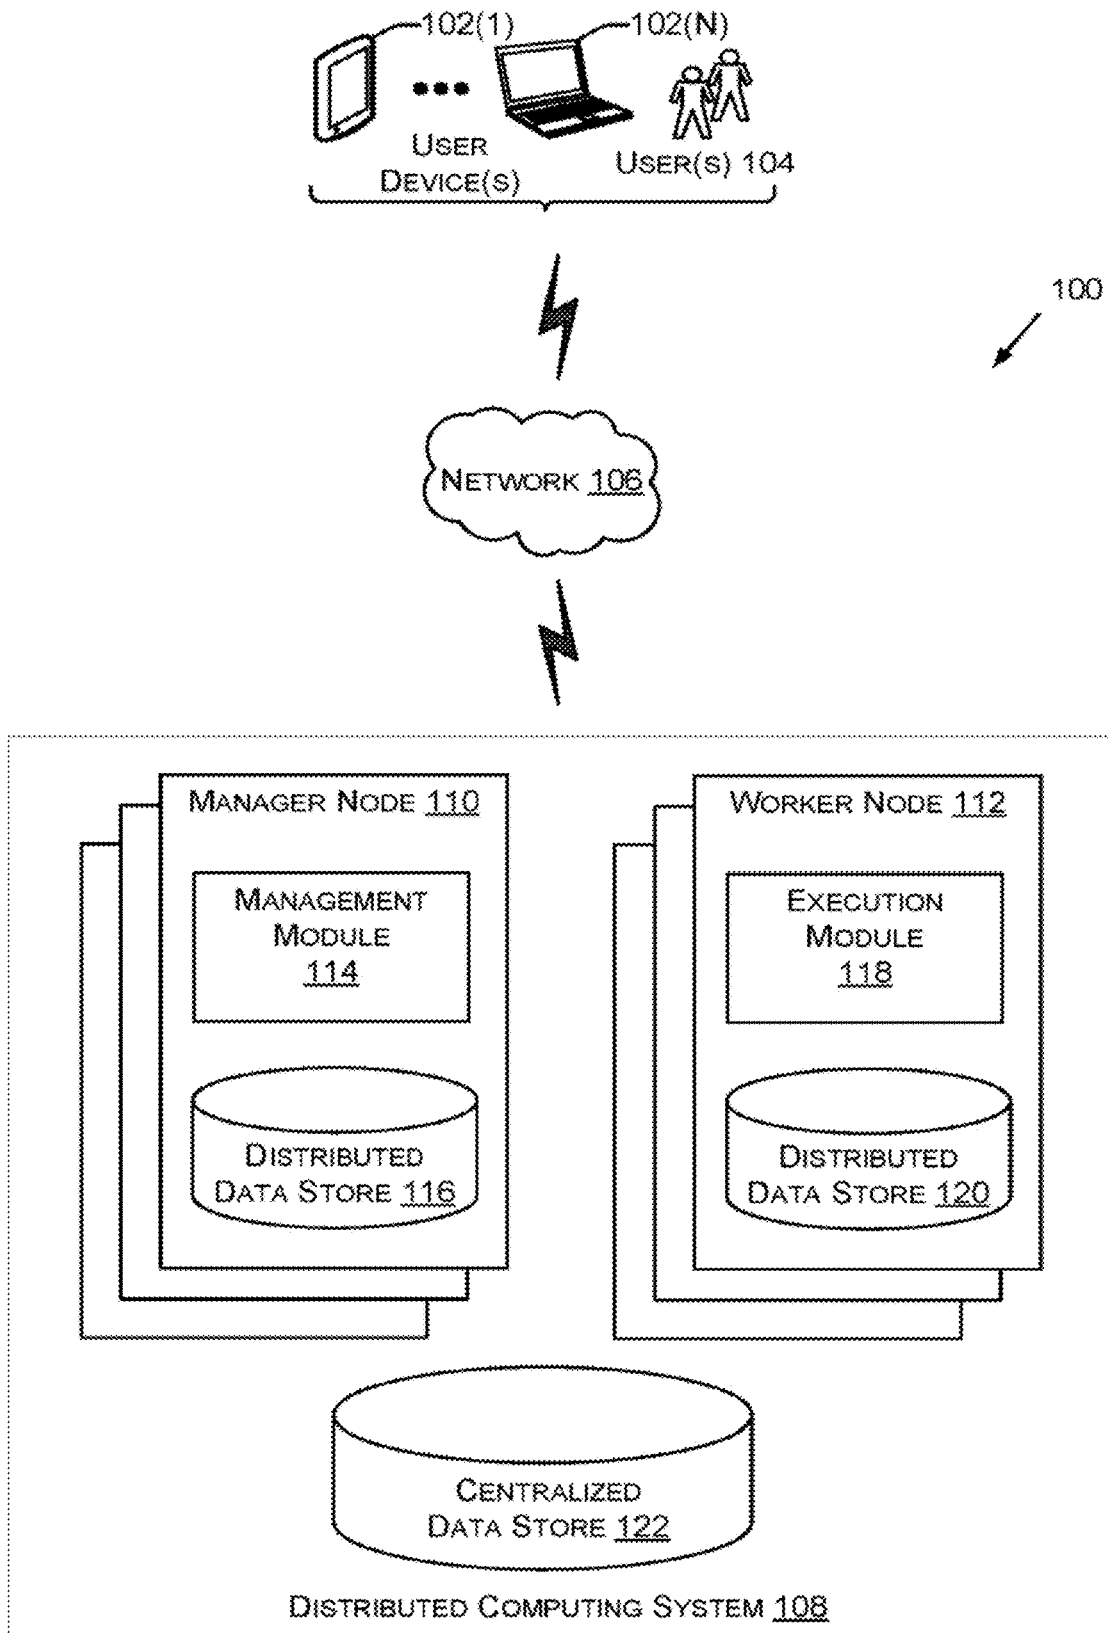 102(1)
102(N)
USER
DEVICE(S)
USER(S) 104
100
NETWORK 106
MANAGER NODE 110
MANAGEMENT
MODULE
114
DISTRIBUTED
DATA STORE 116
WORKER NODE 112
EXECUTION
MODULE
118
DISTRIBUTED
DATA STORE 120
CENTRALIZED
DATA STORE 122
DISTRIBUTED COMPUTING SYSTEM 108